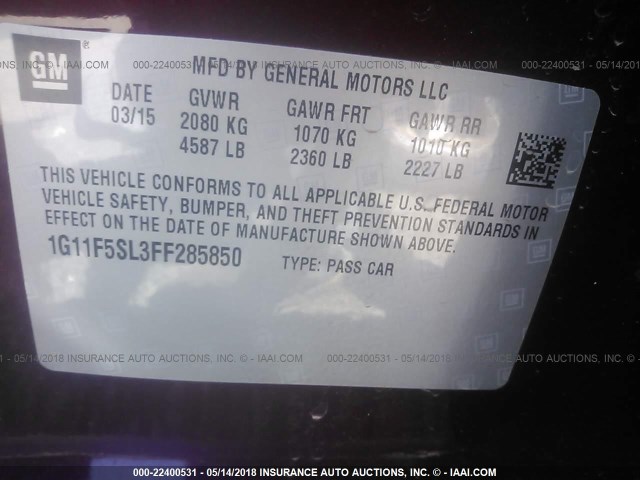 GM ®
MFD BY GENERAL MOTORS LLC
DATE GVWR GAWR FRT GAWR RR
03/15 2080 KG 1070 KG 1010 KG
4587 LB 2360 LB 2227 LB
THIS VEHICLE CONFORMS TO ALL APPLICABLE U.S. FEDERAL MOTOR
VEHICLE SAFETY, BUMPER, AND THEFT PREVENTION STANDARDS IN
EFFECT ON THE DATE OF MANUFACTURE SHOWN ABOVE.
1G11F5SL3FF285850 TYPE: PASS CAR
000-22400531 - 05/14/2018 INSURANCE AUTO AUCTIONS, INC. - © IAAI.COM